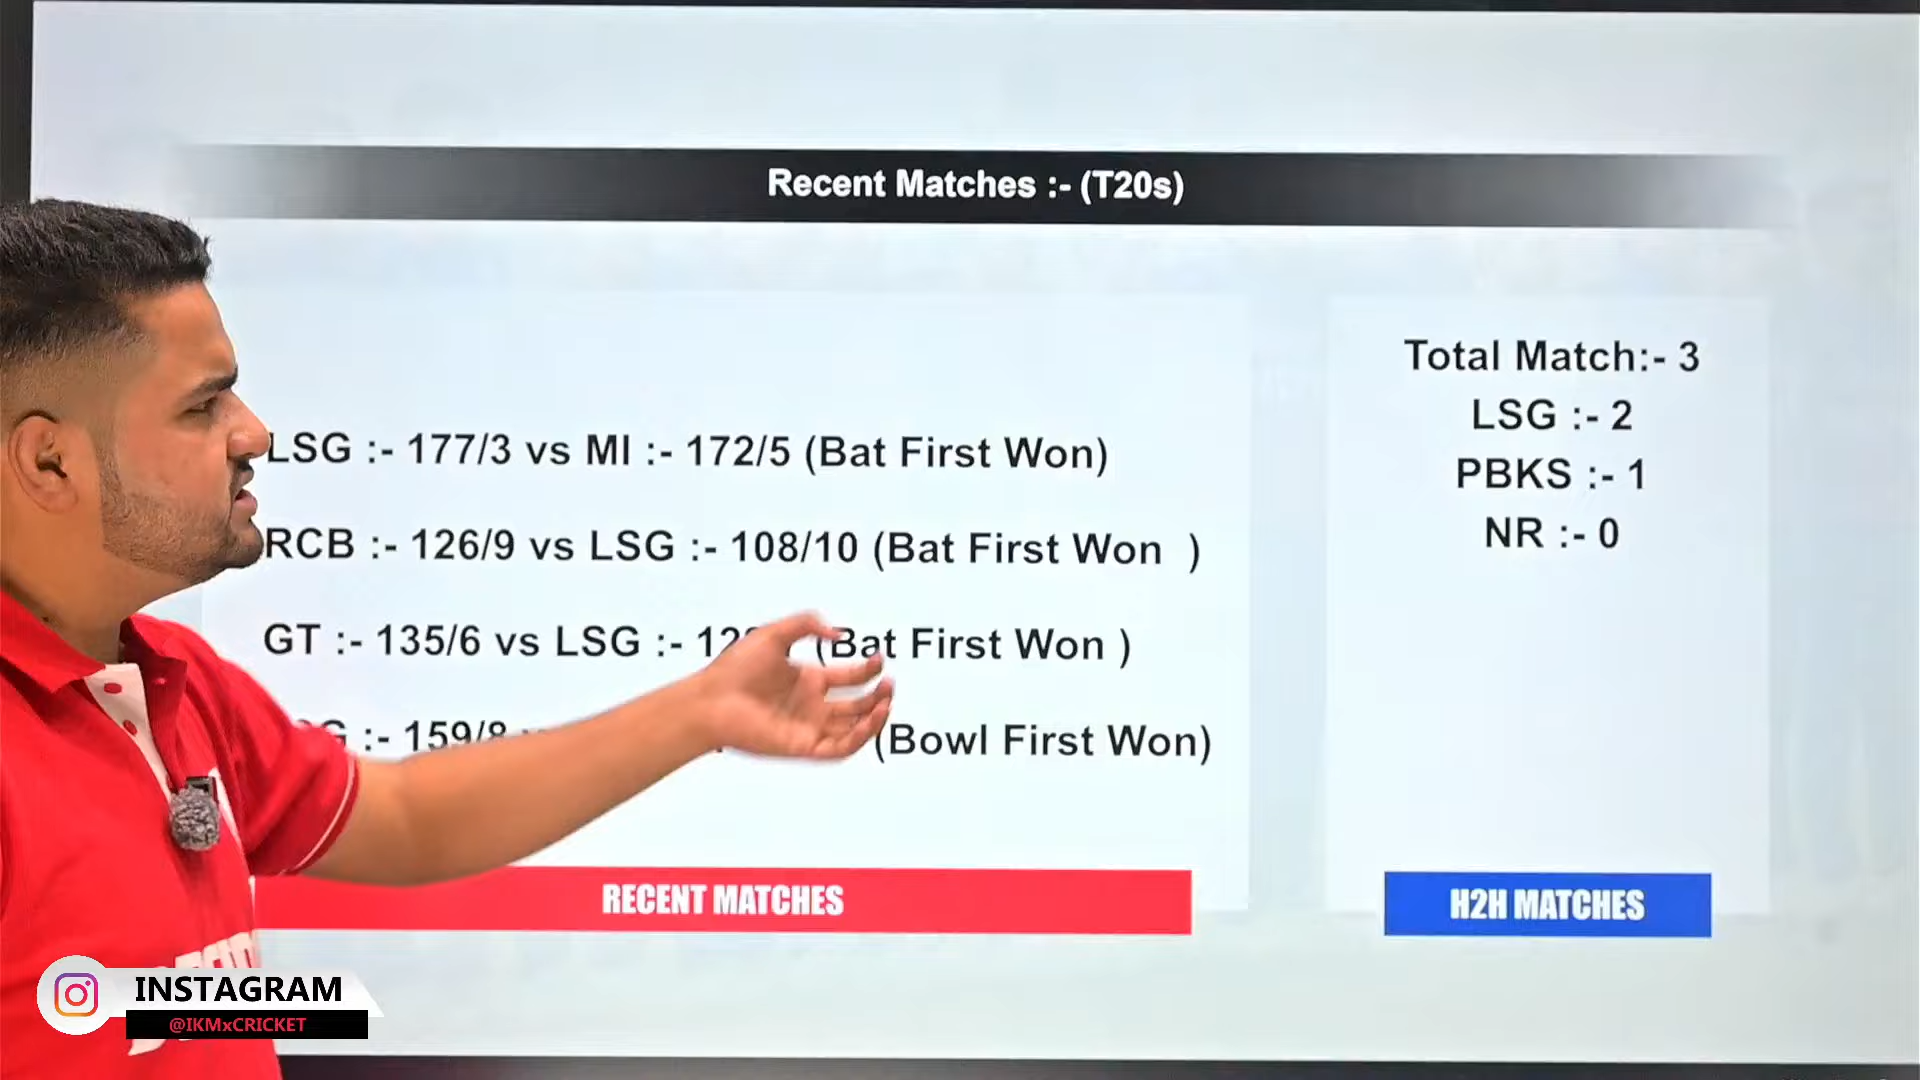 Recent Matches :- (T20s)
LSG :- 177/3 vs MI :- 172/5 (Bat First Won)
RCB :- 126/9 vs LSG :- 108/10 (Bat First Won )
GT :- 135/6 vs LSG :- (Bat First Won )
:- 159/8 (Bowl First Won)
RECENT MATCHES
Total Match:- 3
LSG :- 2
PBKS :- 1
NR :- 0
H2H MATCHES
INSTAGRAM
@IKMxCRICKET